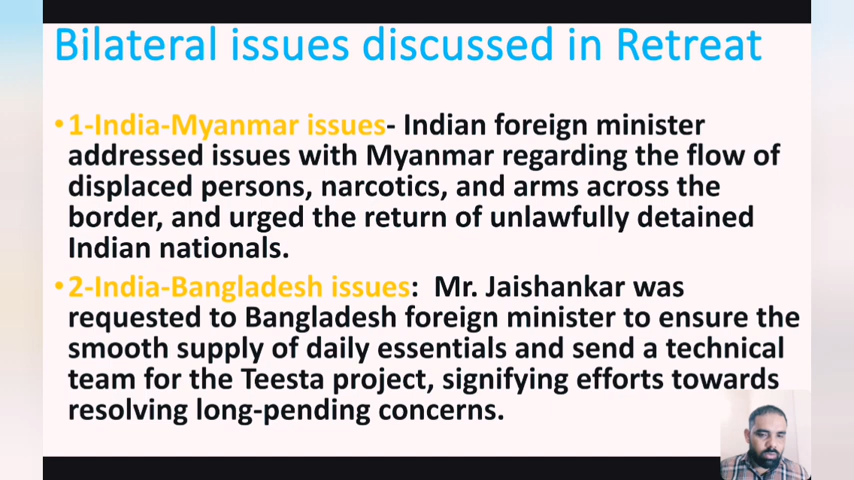 Bilateral issues discussed in Retreat
•1-India-Myanmar issues- Indian foreign minister
addressed issues with Myanmar regarding the flow of
displaced persons, narcotics, and arms across the
border, and urged the return of unlawfully detained
Indian nationals.
•2-India-Bangladesh issues: Mr. Jaishankar was
requested to Bangladesh foreign minister to ensure the
smooth supply of daily essentials and send a technical
team for the Teesta project, signifying efforts towards
resolving long-pending concerns.